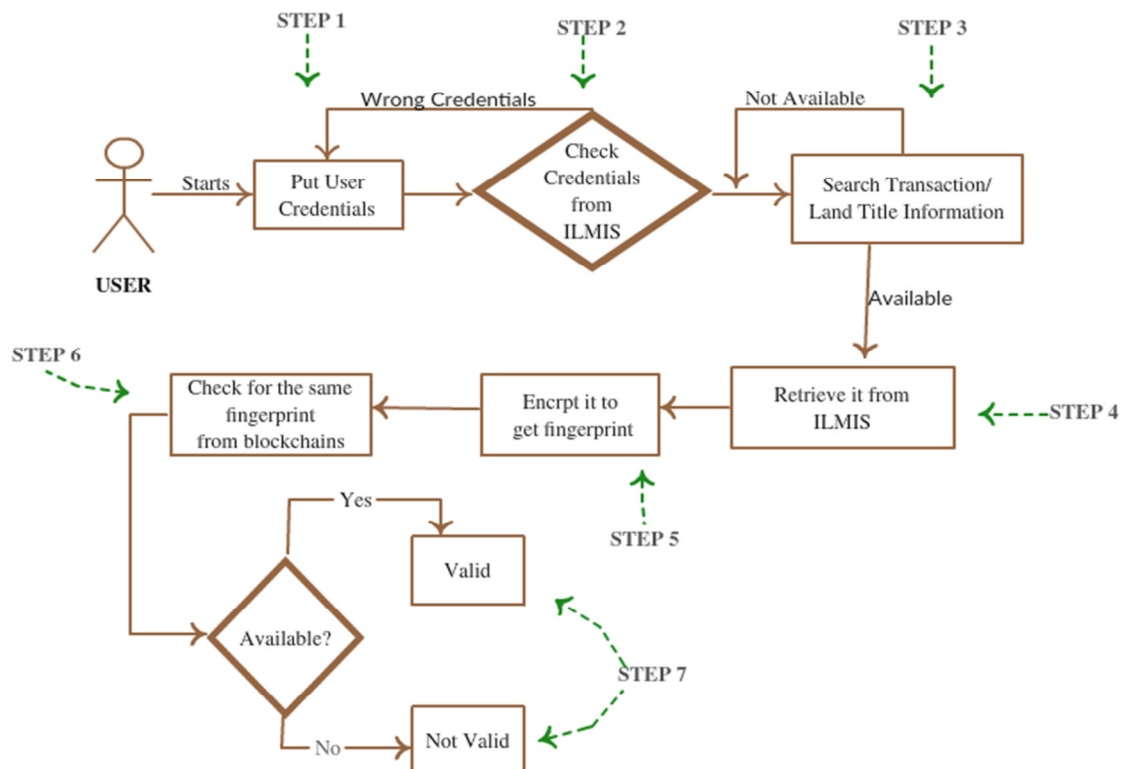 STEP 1
STEP 2
STEP 3
Wrong Credentials
Not Available
Starts
Put User
Credentials
Check
Credentials
from
ILMIS
Search Transaction/
Land Title Information
USER
Available
STEP 6
Check for the same
fingerprint
from blockchains
Encrpt it to
get fingerprint
Retrieve it from
ILMIS
STEP 4
Yes
STEP 5
Valid
Available?
STEP 7
No
Not Valid